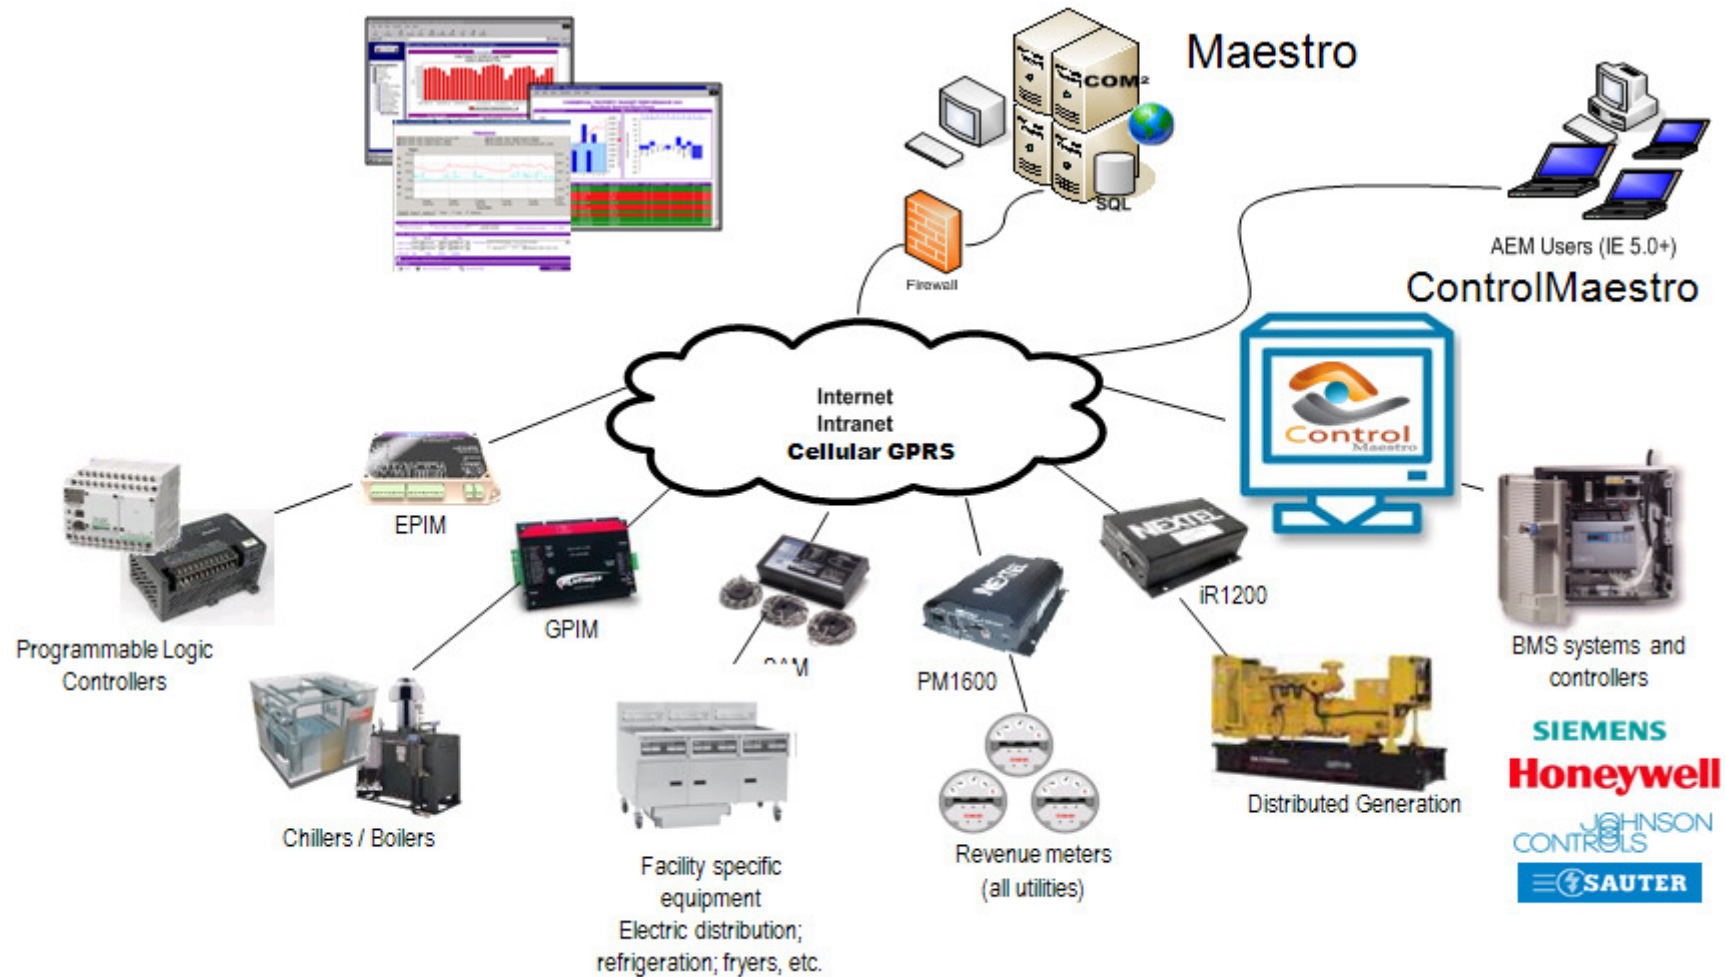 Maestro
COM²
SQL
Firewall
AEM Users (IE 5.0+)
ControlMaestro
Internet
Intranet
Cellular GPRS
Control
Maestro
EPIM
GPIM
NEXTEL
PM1600
NEXTEL
iR1200
Programmable Logic
Controllers
Chillers / Boilers
Facility specific
equipment
Electric distribution;
refrigeration; fryers, etc.
Revenue meters
(all utilities)
Distributed Generation
BMS systems and
controllers
SIEMENS
Honeywell
JOHNSON
CONTROLS
SAUTER